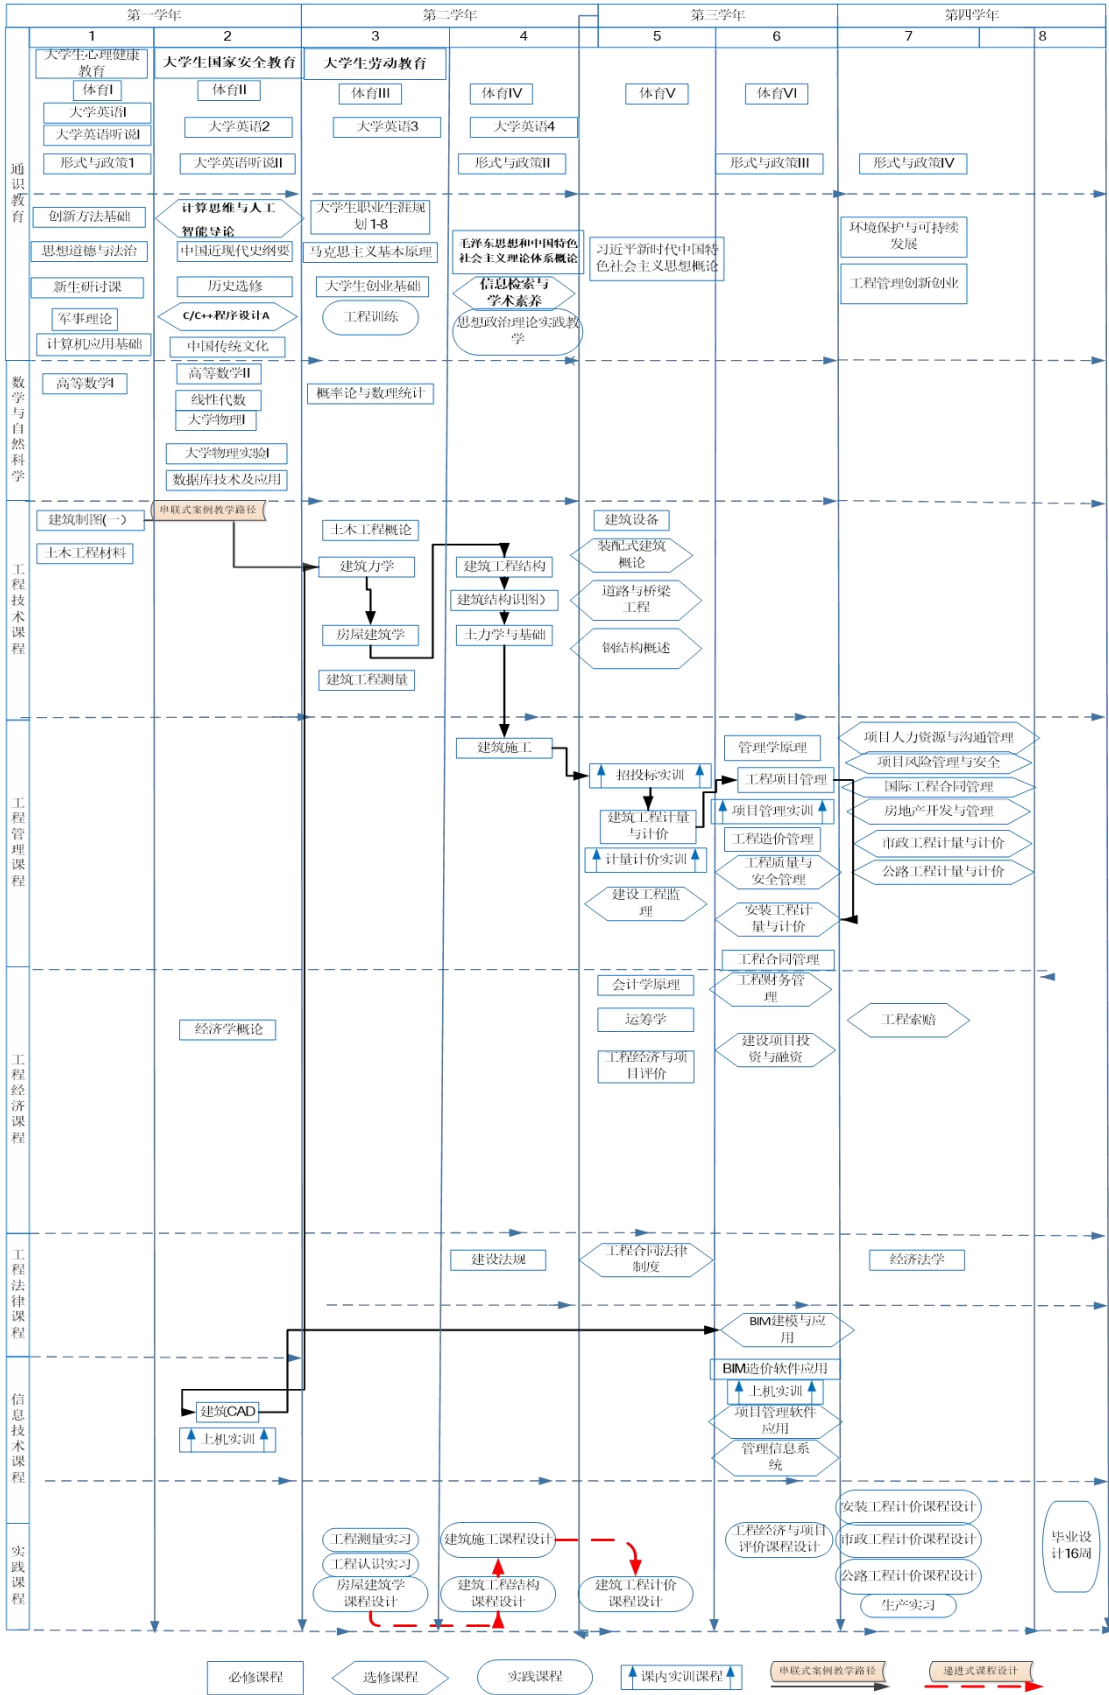 第一学年
第二学年
第三学年
第四学年
1
2
3
4
5
6
7
8
通识教育
大学生心理健康
教育
大学生国家安全教育
大学生劳动教育
体育I
体育II
体育III
体育IV
体育V
体育VI
大学英语I
大学英语2
大学英语3
大学英语4
大学英语听说I
形式与政策1
大学英语听说II
形式与政策II
形式与政策III
形式与政策IV
创新方法基础
计算思维与人工
智能导论
大学生职业生涯规
划 1-8
环境保护与可持续
发展
思想道德与法治
中国近现代史纲要
马克思主义基本原理
毛泽东思想和中国特色
社会主义理论体系概论
习近平新时代中国特
色社会主义思想概论
新生研讨课
历史选修
大学生创业基础
信息检索与
学术素养
工程管理创新创业
军事理论
C/C++程序设计A
工程训练
思想政治理论实践教
学
计算机应用基础
中国传统文化
数学与自然科学
高等数学I
高等数学II
线性代数
大学物理I
概率论与数理统计
大学物理实验I
数据库技术及应用
工程技术课程
建筑制图(一）
串联式案例教学路径
土木工程材料
土木工程概论
建筑力学
房屋建筑学
建筑工程测量
建筑工程结构
建筑结构识图）
土力学与基础
建筑设备
装配式建筑
概论
道路与桥梁
工程
钢结构概述
工程管理课程
建筑施工
招投标实训
建筑工程计量
与计价
计量计价实训
建设工程监
理
管理学原理
工程项目管理
项目管理实训
工程造价管理
工程质量与
安全管理
安装工程计
量与计价
工程合同管理
项目人力资源与沟通管理
项目风险管理与安全
国际工程合同管理
房地产开发与管理
市政工程计量与计价
公路工程计量与计价
工程经济课程
经济学概论
会计学原理
运筹学
工程经济与项
目评价
工程财务管
理
建设项目投
资与融资
工程索赔
工程法律课程
建设法规
工程合同法律
制度
经济法学
BIM建模与应
用
信息技术课程
建筑CAD
上机实训
BIM造价软件应用
上机实训
项目管理软件
应用
管理信息系
统
实践课程
工程测量实习
工程认识实习
房屋建筑学
课程设计
建筑施工课程设计
建筑工程结构
课程设计
建筑工程计价
课程设计
工程经济与项目
评价课程设计
安装工程计价课程设计
市政工程计价课程设计
公路工程计价课程设计
生产实习
毕业设
计16周
必修课程
选修课程
实践课程
课内实训课程
串联式案例教学路径
递进式课程设计